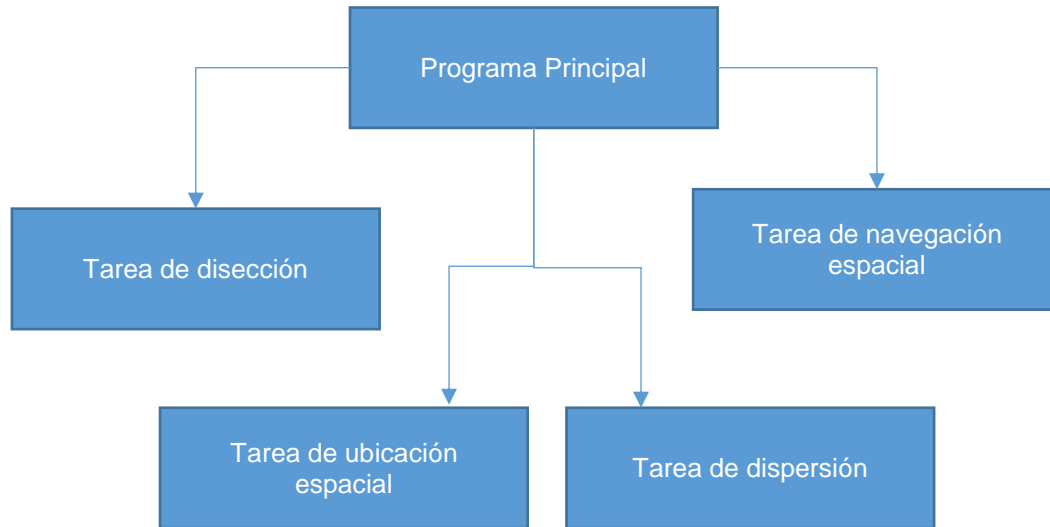 Programa Principal
Tarea de navegación
espacial
Tarea de disección
Tarea de ubicación
espacial
Tarea de dispersión